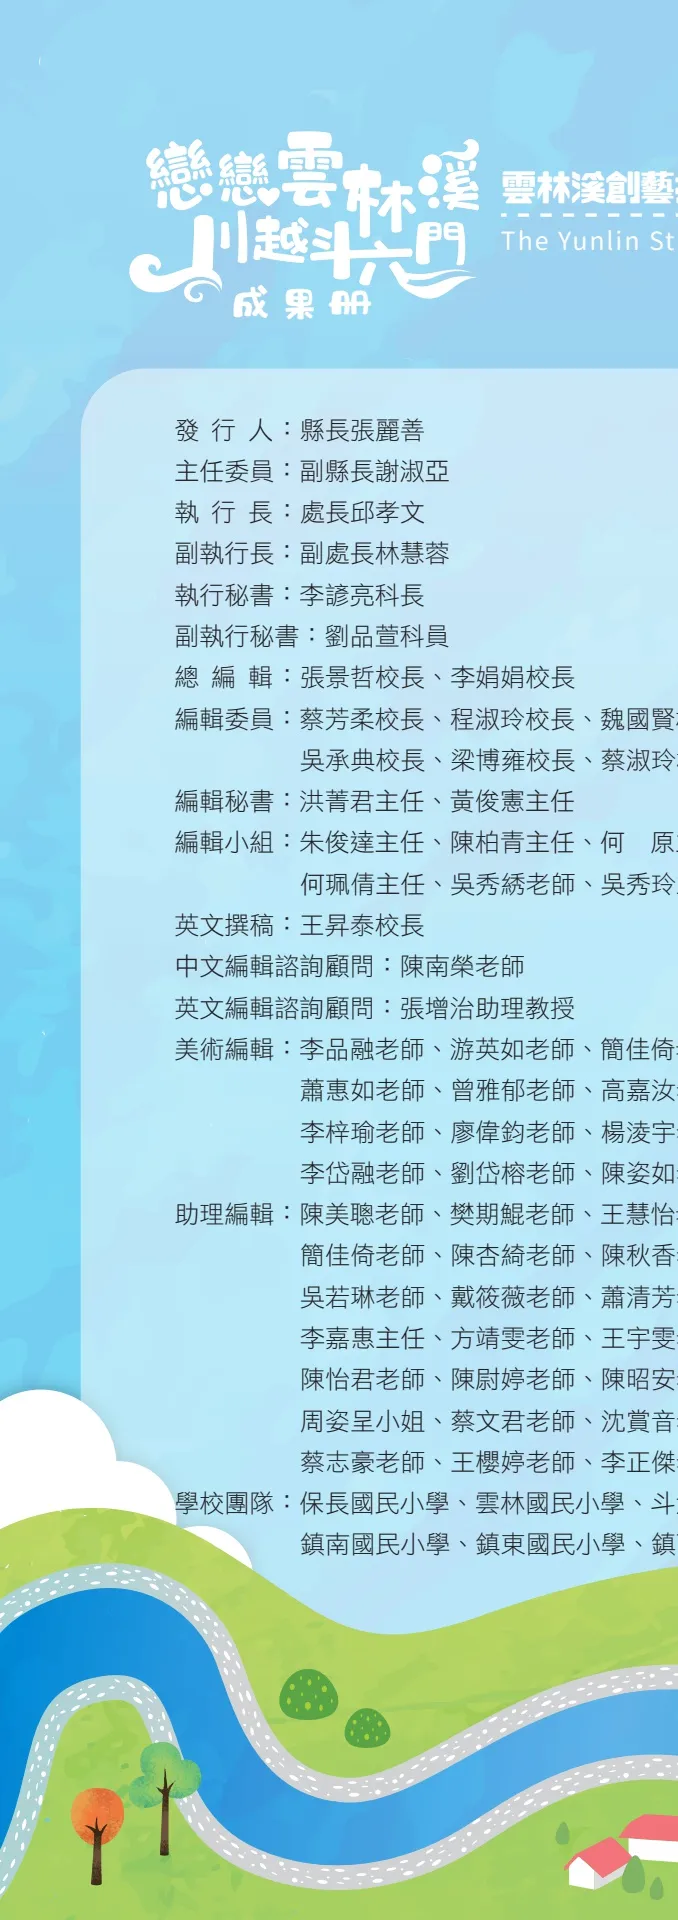 戀戀雲林溪
川越斗六門
成果冊
雲林溪創藝
The Yunlin St
發行人：縣長張麗善
主任委員：副縣長謝淑亞
執行長：處長邱孝文
副執行長：副處長林慧蓉
執行秘書：李諺亮科長
副執行秘書：劉品萱科員
總編輯：張景哲校長、李娟娟校長
編輯委員：蔡芳柔校長、程淑玲校長、魏國賢
吳承典校長、梁博雍校長、蔡淑玲
編輯秘書：洪菁君主任、黃俊憲主任
編輯小組：朱俊達主任、陳柏青主任、何　原
何珮倩主任、吳秀綉老師、吳秀玲
英文撰稿：王昇泰校長
中文編輯諮詢顧問：陳南榮老師
英文編輯諮詢顧問：張增治助理教授
美術編輯：李品融老師、游英如老師、簡佳倚
蕭惠如老師、曾雅郁老師、高嘉汝
李梓瑜老師、廖偉鈞老師、楊淩宇
李岱融老師、劉岱榕老師、陳姿如
助理編輯：陳美聰老師、樊期鯤老師、王慧怡
簡佳倚老師、陳杏綺老師、陳秋香
吳若琳老師、戴筱薇老師、蕭清芳
李嘉惠主任、方靖雯老師、王宇雯
陳怡君老師、陳尉婷老師、陳昭安
周姿呈小姐、蔡文君老師、沈賞音
蔡志豪老師、王櫻婷老師、李正傑
學校團隊：保長國民小學、雲林國民小學、斗
鎮南國民小學、鎮東國民小學、鎮